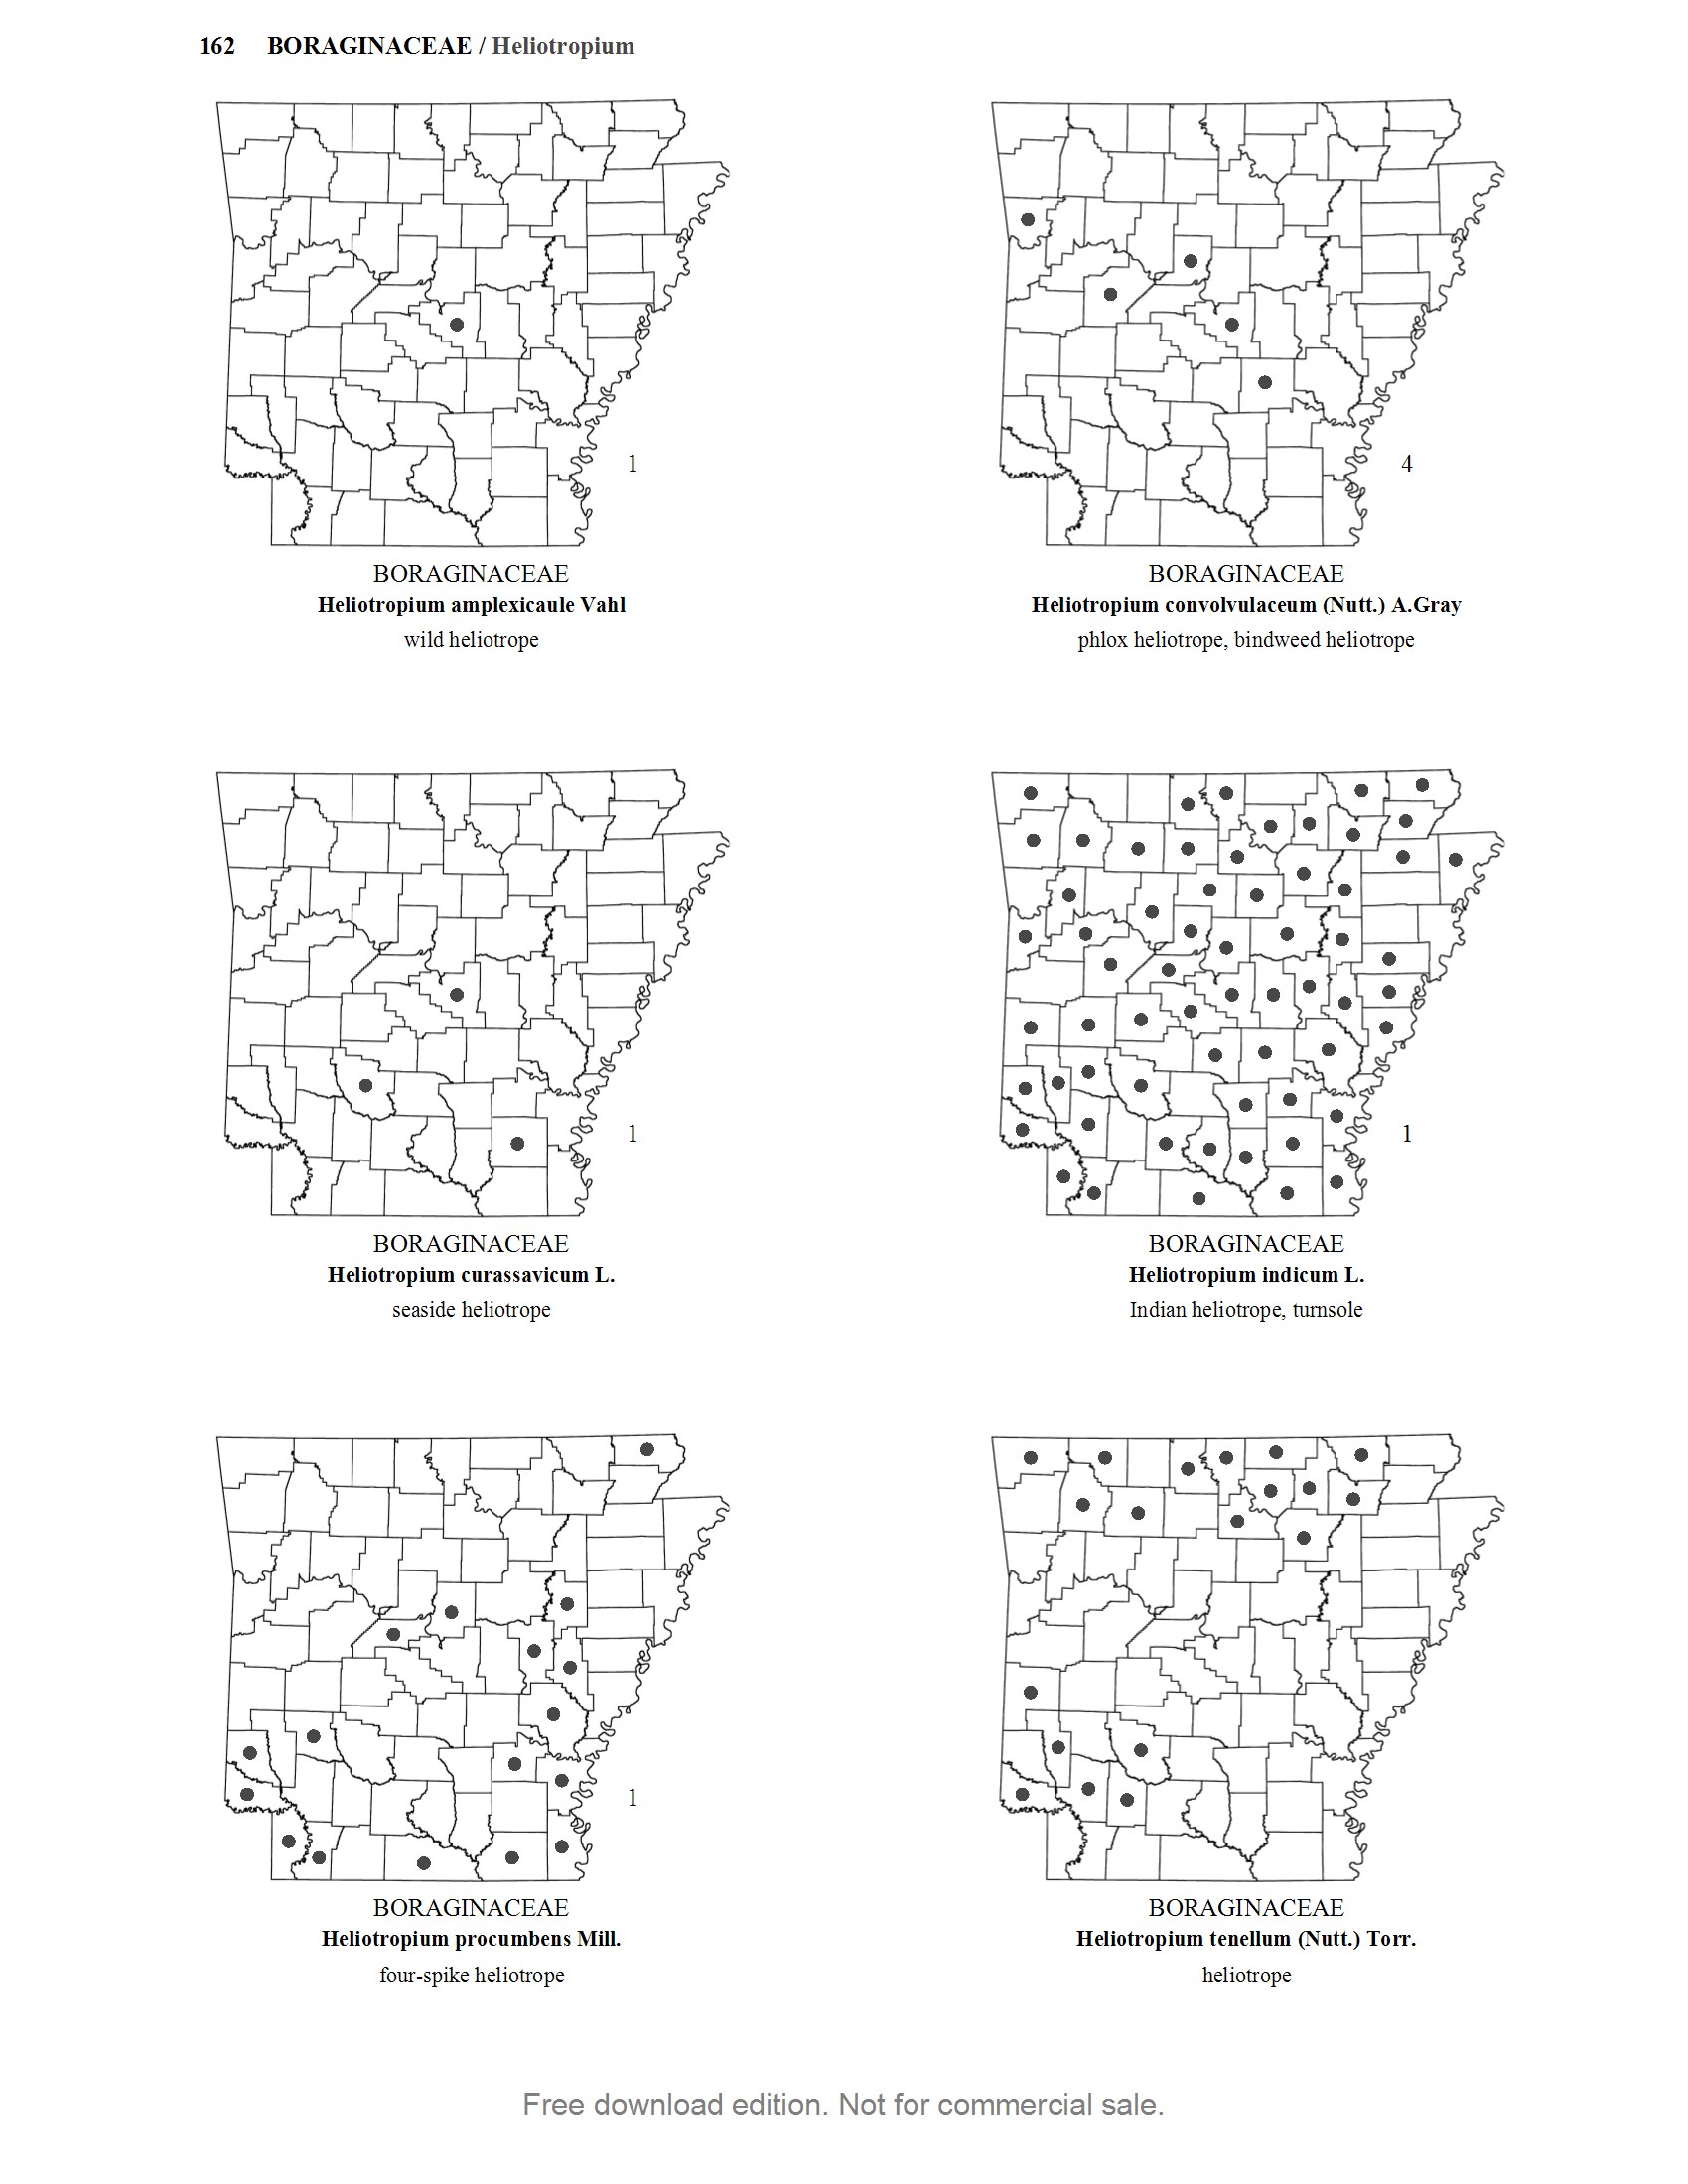 162 BORAGINACEAE / Heliotropium
1
BORAGINACEAE
Heliotropium amplexicaule Vahl
wild heliotrope
4
BORAGINACEAE
Heliotropium convolvulaceum (Nutt.) A.Gray
phlox heliotrope, bindweed heliotrope
1
BORAGINACEAE
Heliotropium curassavicum L.
seaside heliotrope
1
BORAGINACEAE
Heliotropium indicum L.
Indian heliotrope, turnsole
1
BORAGINACEAE
Heliotropium procumbens Mill.
four-spike heliotrope
BORAGINACEAE
Heliotropium tenellum (Nutt.) Torr.
heliotrope
Free download edition. Not for commercial sale.